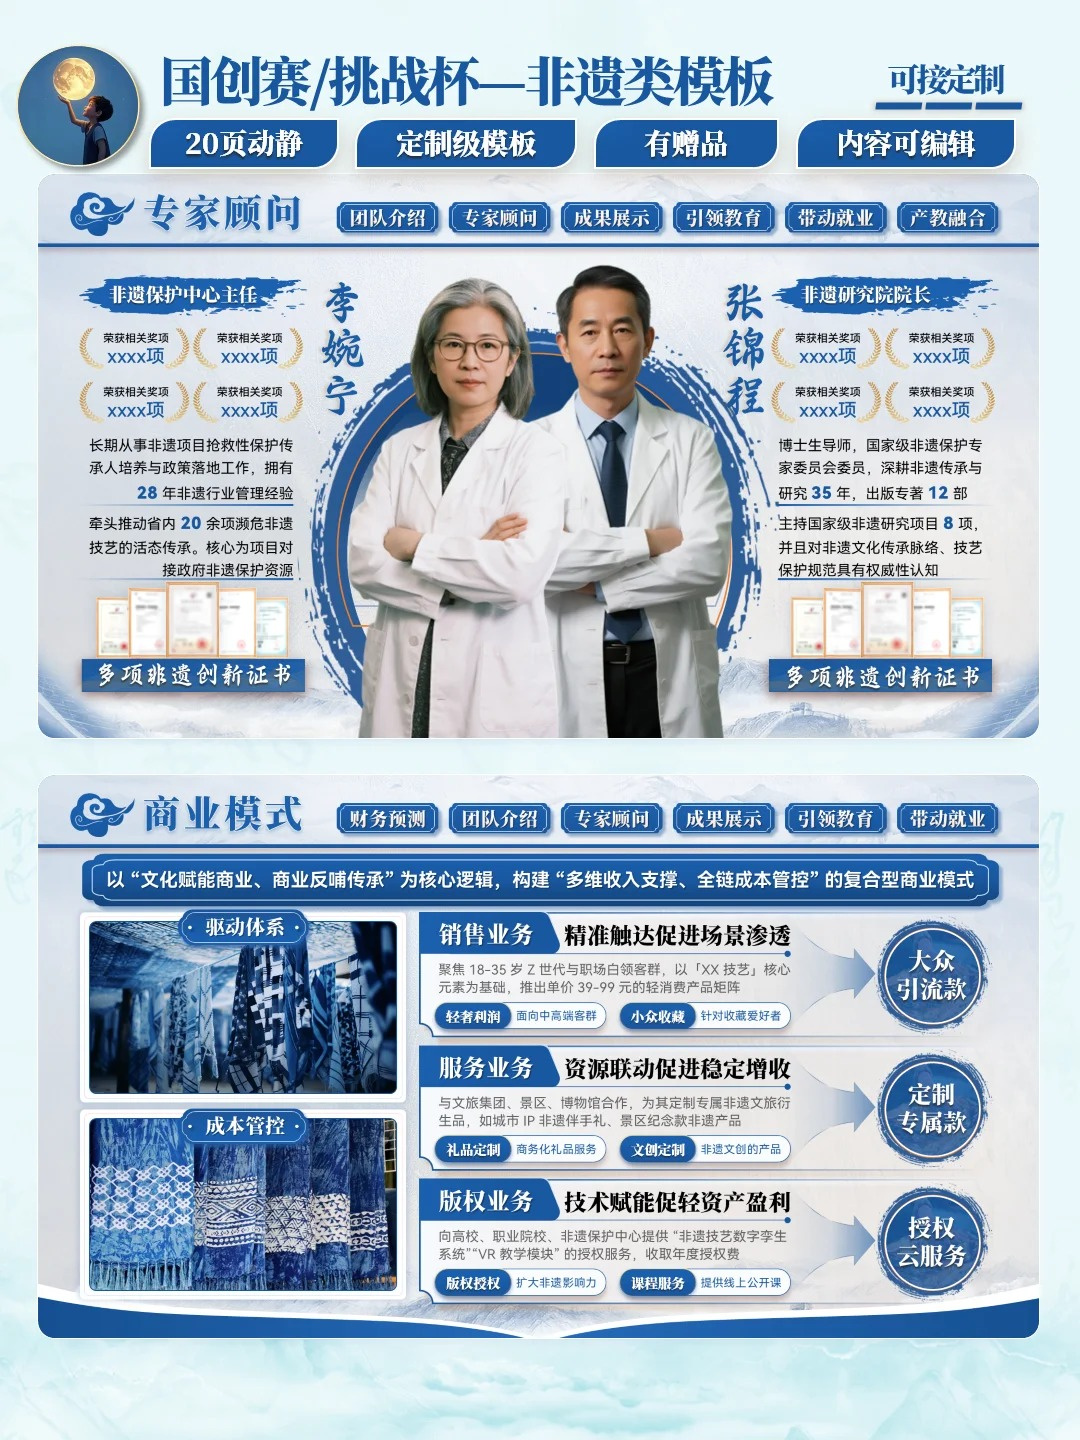 国创赛/挑战杯—非遗类模板
可接定制
20页动静
定制级模板
有赠品
内容可编辑
专家顾问
团队介绍
专家顾问
成果展示
引领教育
带动就业
产教融合
非遗保护中心主任
荣获相关奖项
xxxx项
荣获相关奖项
xxxx项
荣获相关奖项
xxxx项
荣获相关奖项
xxxx项
长期从事非遗项目抢救性保护传
承人培养与政策落地工作，拥有
28 年非遗行业管理经验
牵头推动省内 20 余项濒危非遗
技艺的活态传承。核心为项目对
接政府非遗保护资源
多项非遗创新证书
李婉宁
张锦程
非遗研究院院长
荣获相关奖项
xxxx项
荣获相关奖项
xxxx项
荣获相关奖项
xxxx项
荣获相关奖项
xxxx项
博士生导师，国家级非遗保护专
家委员会委员，深耕非遗传承与
研究 35 年，出版专著 12 部
主持国家级非遗研究项目 8 项，
并且对非遗文化传承脉络、技艺
保护规范具有权威性认知
多项非遗创新证书
商业模式
财务预测
团队介绍
专家顾问
成果展示
引领教育
带动就业
以 “文化赋能商业、商业反哺传承” 为核心逻辑，构建 “多维收入支撑、全链成本管控” 的复合型商业模式
· 驱动体系 ·
· 成本管控 ·
销售业务
精准触达促进场景渗透
聚焦 18-35 岁 Z 世代与职场白领客群，以「XX 技艺」核心
元素为基础，推出单价 39-99 元的轻消费产品矩阵
轻奢利润
面向中高端客群
小众收藏
针对收藏爱好者
大众
引流款
服务业务
资源联动促进稳定增收
与文旅集团、景区、博物馆合作，为其定制专属非遗文旅衍
生品，如城市 IP 非遗伴手礼、景区纪念款非遗产品
礼品定制
商务化礼品服务
文创定制
非遗文创的产品
定制
专属款
版权业务
技术赋能促轻资产盈利
向高校、职业院校、非遗保护中心提供 “非遗技艺数字孪生
系统”“VR 教学模块” 的授权服务，收取年度授权费
版权授权
扩大非遗影响力
课程服务
提供线上公开课
授权
云服务